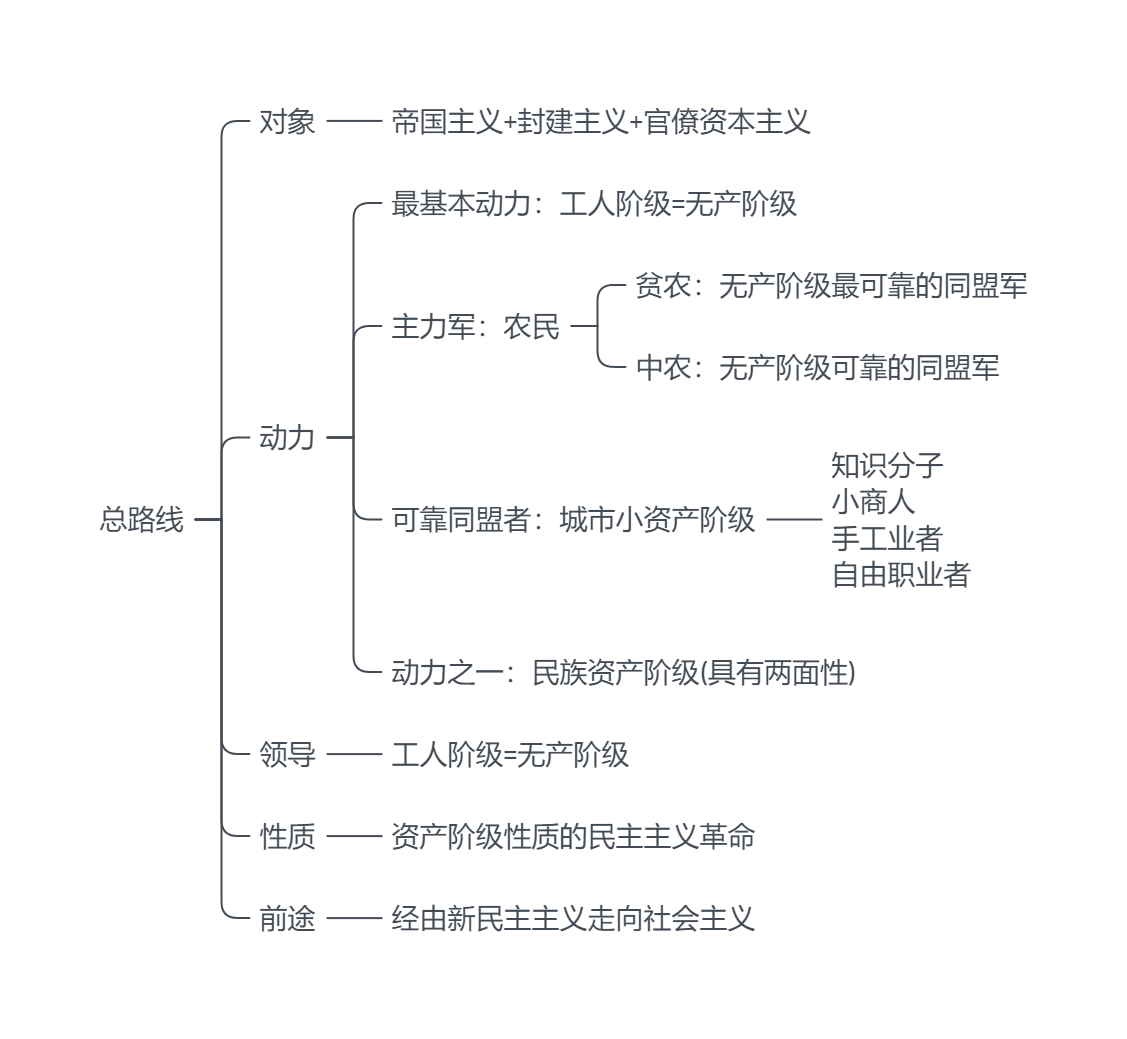 总路线
对象
帝国主义+封建主义+官僚资本主义
动力
最基本动力：工人阶级=无产阶级
主力军：农民
贫农：无产阶级最可靠的同盟军
中农：无产阶级可靠的同盟军
可靠同盟者：城市小资产阶级
知识分子
小商人
手工业者
自由职业者
动力之一：民族资产阶级(具有两面性)
领导
工人阶级=无产阶级
性质
资产阶级性质的民主主义革命
前途
经由新民主主义走向社会主义